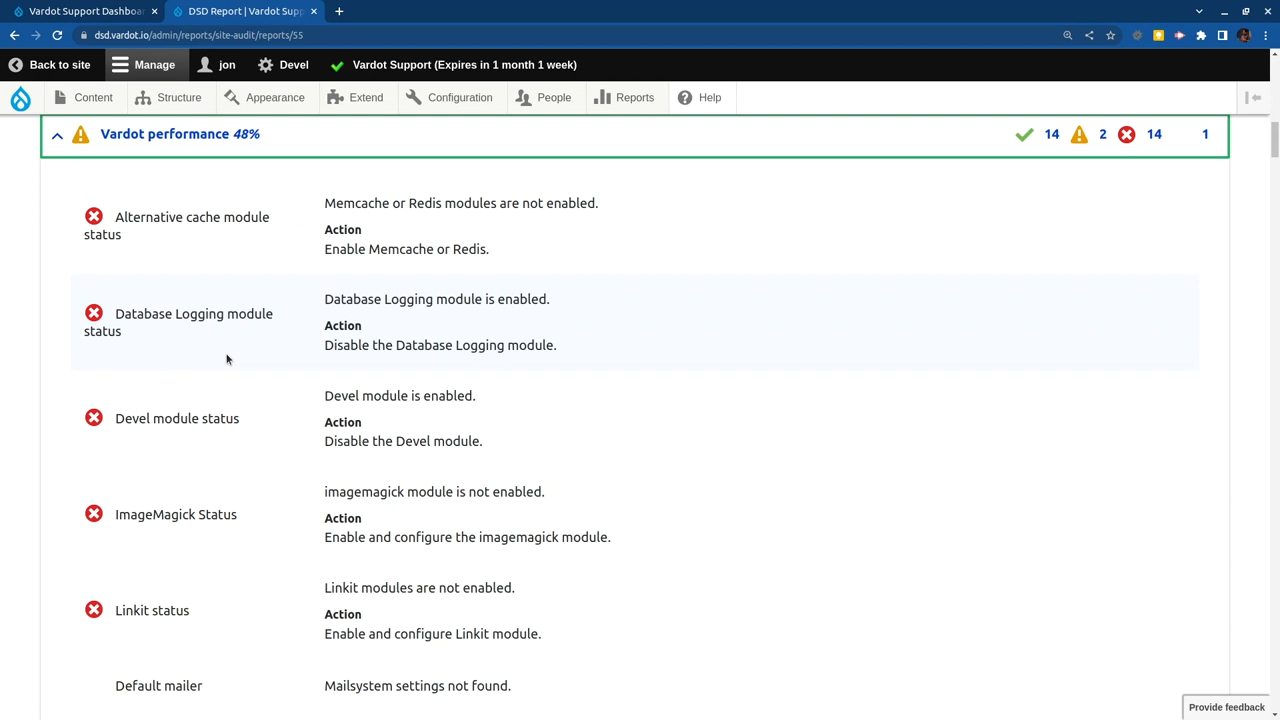 Vardot Support Dashboar
DSD Report | Vardot Supp
dsd.vardot.io/admin/reports/site-audit/reports/55
Back to site
Manage
jon
Devel
Vardot Support (Expires in 1 month 1 week)
Content
Structure
Appearance
Extend
Configuration
People
Reports
Help
Vardot performance 48%
14
2
14
1
Alternative cache module
status
Memcache or Redis modules are not enabled.
Action
Enable Memcache or Redis.
Database Logging module
status
Database Logging module is enabled.
Action
Disable the Database Logging module.
Devel module status
Devel module is enabled.
Action
Disable the Devel module.
ImageMagick Status
imagemagick module is not enabled.
Action
Enable and configure the imagemagick module.
Linkit status
Linkit modules are not enabled.
Action
Enable and configure Linkit module.
Default mailer
Mailsystem settings not found.
Provide feedback